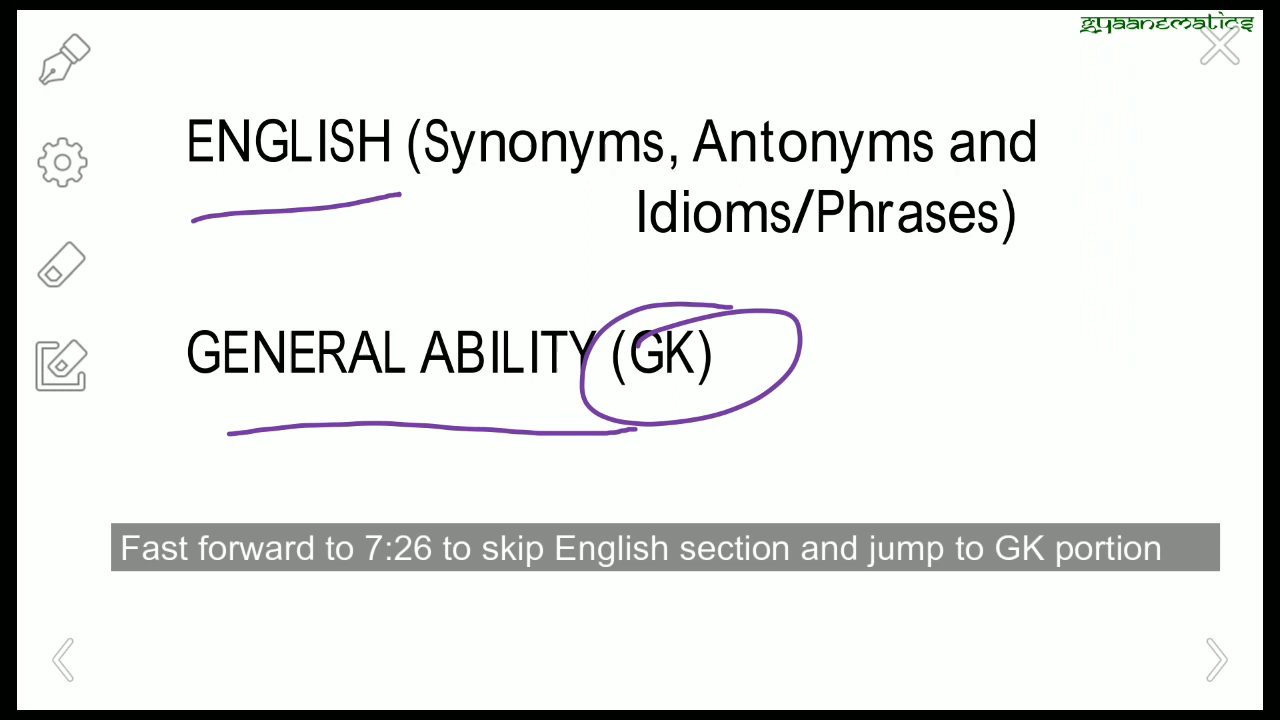 gyaanematics
ENGLISH (Synonyms, Antonyms and
Idioms/Phrases)
GENERAL ABILITY (GK)
Fast forward to 7:26 to skip English section and jump to GK portion